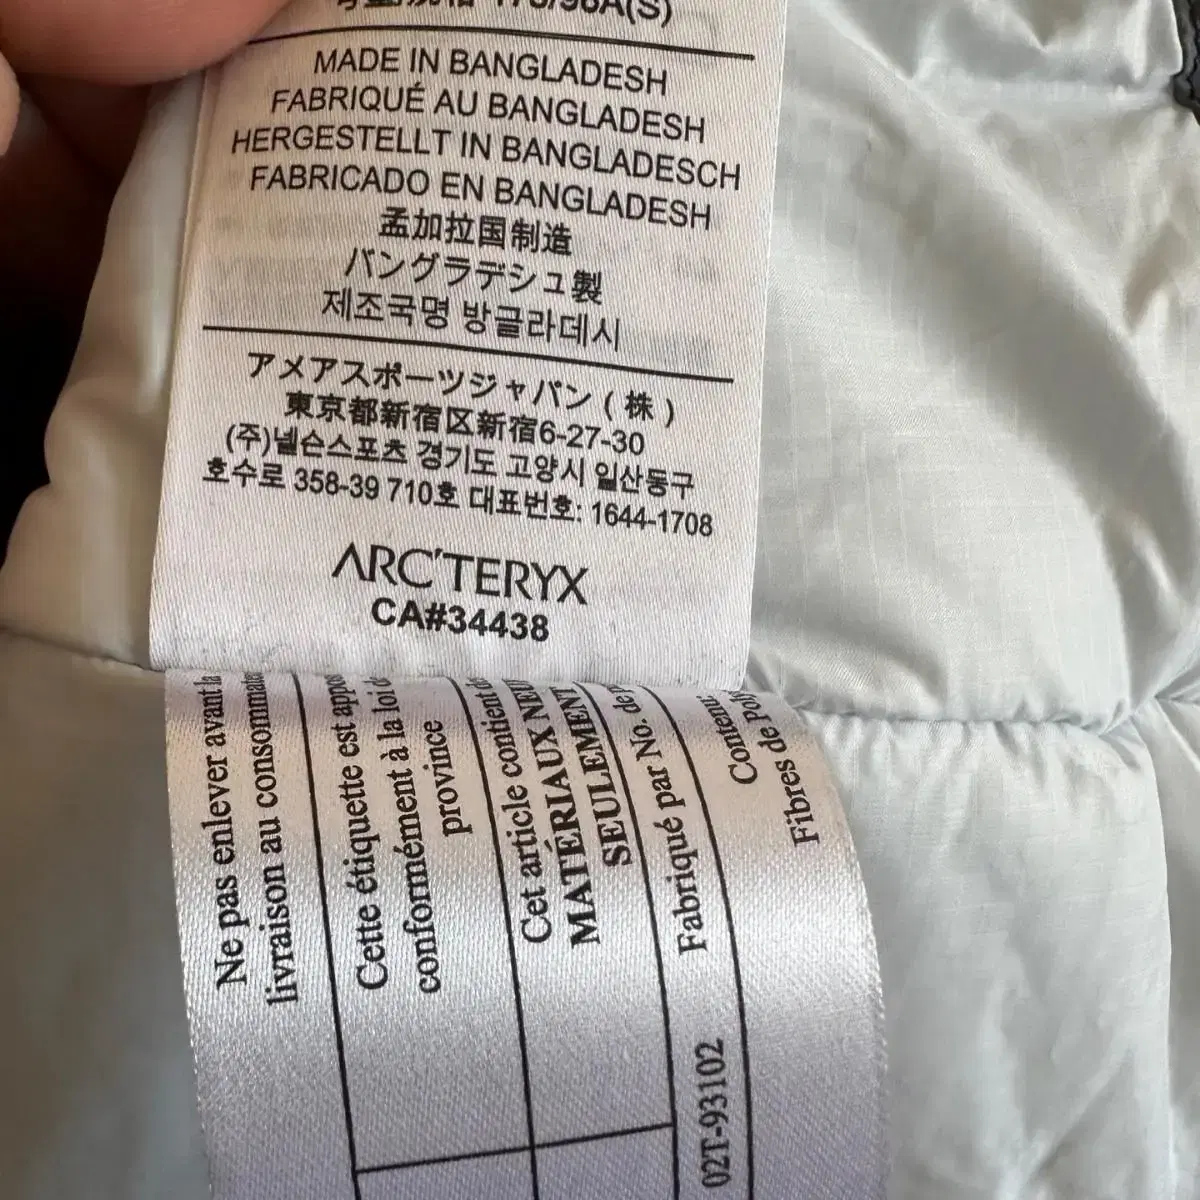 MADE IN BANGLADESH
FABRIQUÉ AU BANGLADESH
HERGESTELLT IN BANGLADESCH
FABRICADO EN BANGLADESH
孟加拉国制造
バングラデシュ製
제조국명 방글라데시
アメアスポーツジャパン（株）
東京都新宿区新宿6-27-30
(주)넬슨스포츠 경기도 고양시 일산동구
호수로 358-39 710호 대표번호: 1644-1708
ARC'TERYX
CA#34438
Ne pas enlever avant la
livraison au consommate
Cette étiquette est appo
conformément à la loi d
province
Cet article contient de
MATÉRIAUX NEU
SEULEMENT
Fabriqué par No. de
02T-93102
Contenu:
Fibres de Poly